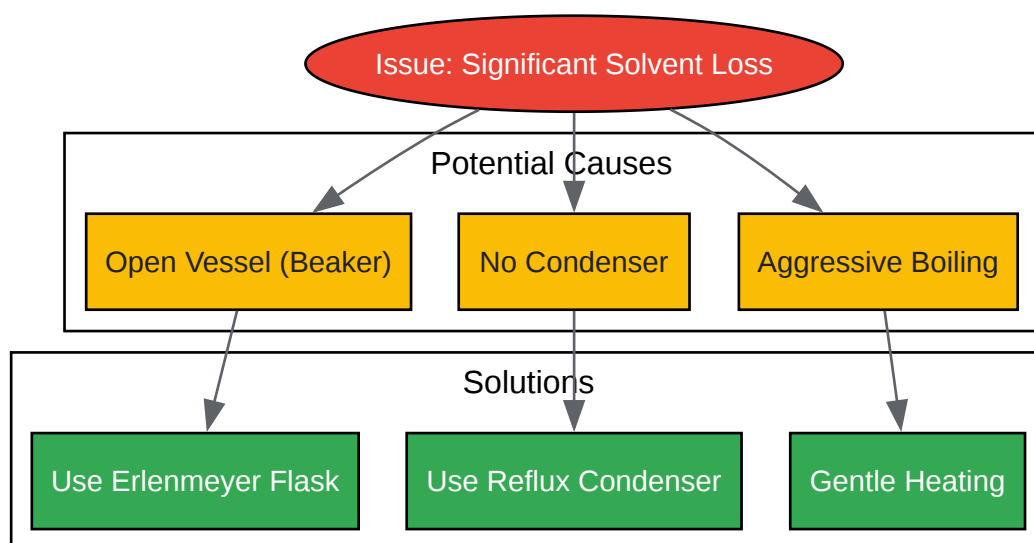 Issue: Significant Solvent Loss
Potential Causes
Open Vessel (Beaker)
No Condenser
Aggressive Boiling
Solutions
Use Erlenmeyer Flask
Use Reflux Condenser
Gentle Heating